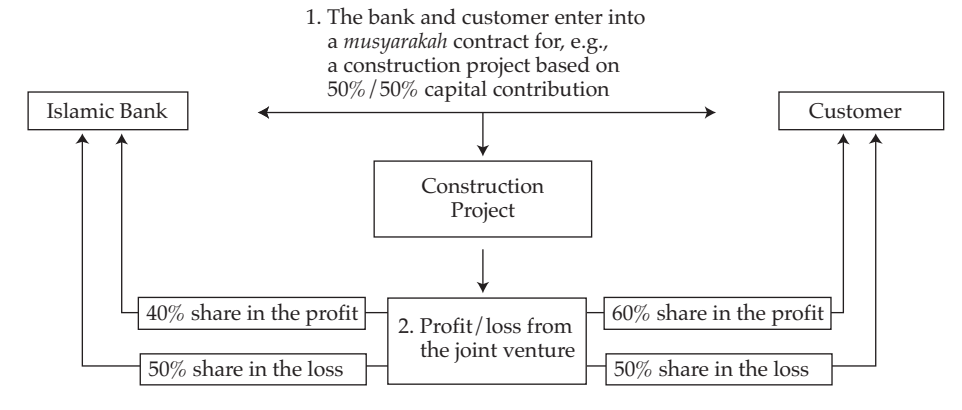 1. The bank and customer enter into
a musyarakah contract for, e.g.,
a construction project based on
50%/50% capital contribution
Islamic Bank
Customer
Construction
Project
40% share in the profit
2. Profit/loss from
the joint venture
60% share in the profit
50% share in the loss
50% share in the loss